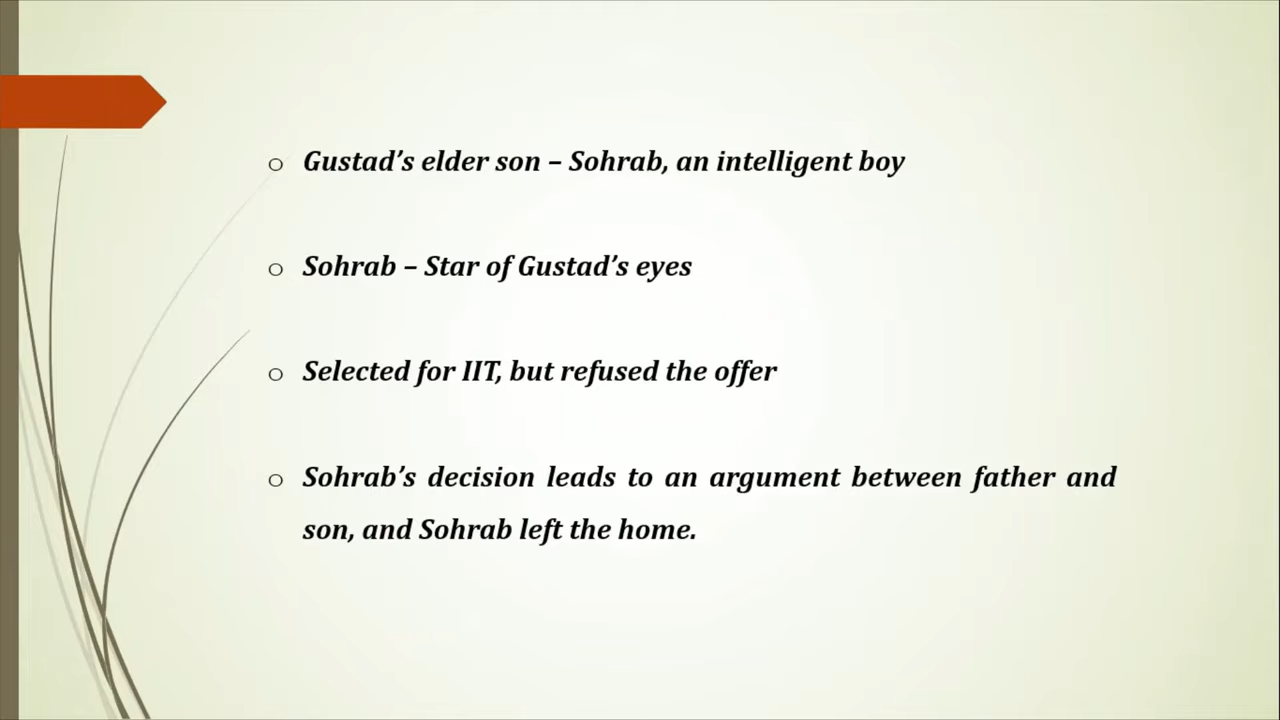 o Gustad’s elder son – Sohrab, an intelligent boy
o Sohrab – Star of Gustad’s eyes
o Selected for IIT, but refused the offer
o Sohrab’s decision leads to an argument between father and
son, and Sohrab left the home.